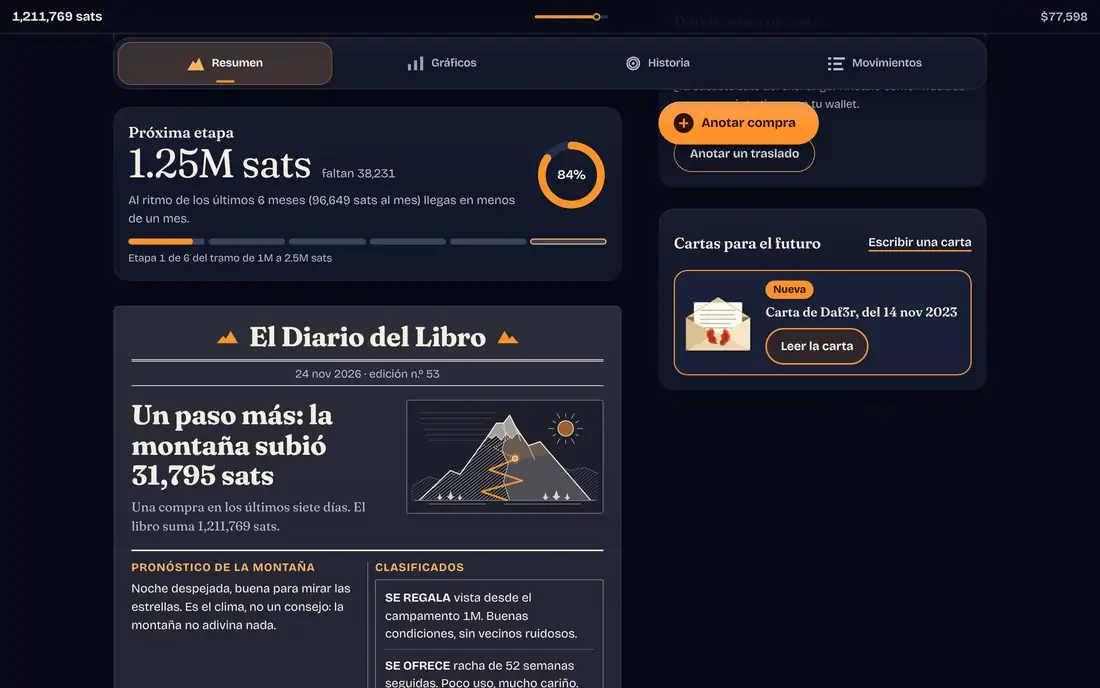 1,211,769 sats
$77,598
Resumen
Gráficos
Historia
Movimientos
Próxima etapa
1.25M sats faltan 38,231
84%
Al ritmo de los últimos 6 meses (96,649 sats al mes) llegas en menos
de un mes.
Etapa 1 de 6 del tramo de 1M a 2.5M sats
El Diario del Libro
24 nov 2026 · edición n.º 53
Un paso más: la
montaña subió
31,795 sats
Una compra en los últimos siete días. El
libro suma 1,211,769 sats.
PRONÓSTICO DE LA MONTAÑA
Noche despejada, buena para mirar las
estrellas. Es el clima, no un consejo: la
montaña no adivina nada.
CLASIFICADOS
SE REGALA vista desde el
campamento 1M. Buenas
condiciones, sin vecinos ruidosos.
SE OFRECE racha de 52 semanas
seguidas. Poco uso, mucho cariño.
tu wallet.
Anotar compra
Anotar un traslado
Cartas para el futuro
Escribir una carta
Nueva
Carta de Daf3r, del 14 nov 2023
Leer la carta